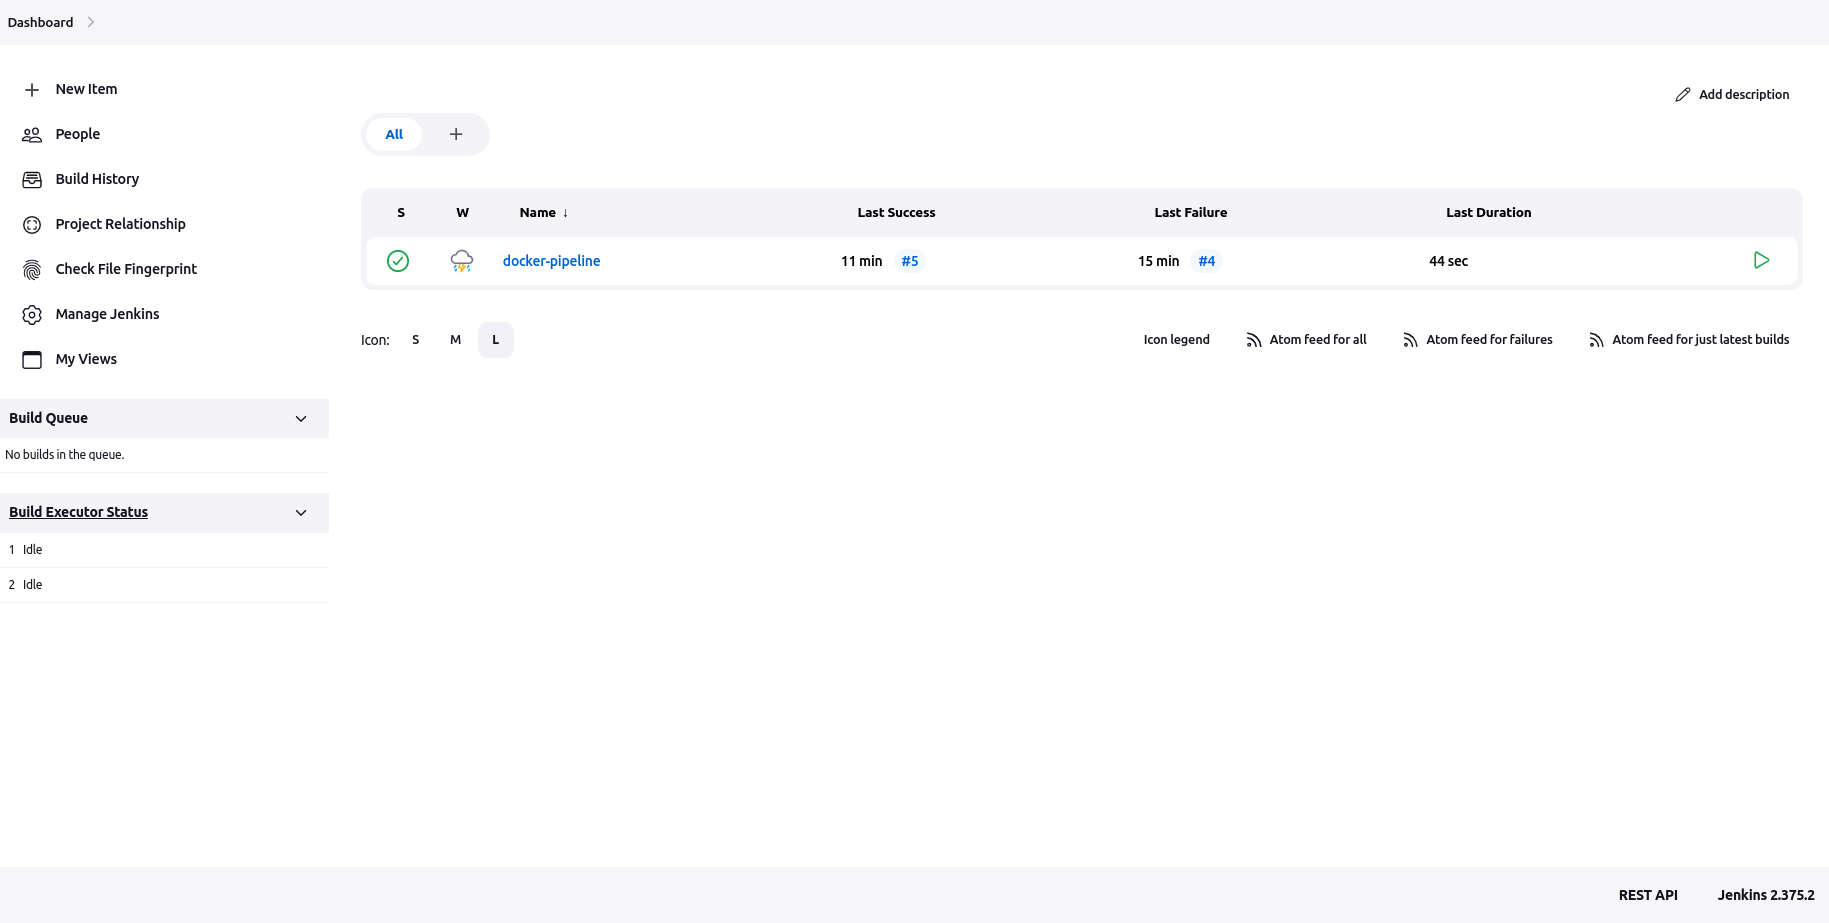 Dashboard
New Item
People
Build History
Project Relationship
Check File Fingerprint
Manage Jenkins
My Views
Build Queue
No builds in the queue.
Build Executor Status
1 Idle
2 Idle
Add description
All
S W Name ↓ Last Success Last Failure Last Duration
docker-pipeline 11 min #5 15 min #4 44 sec
Icon: S M L
Icon legend Atom feed for all Atom feed for failures Atom feed for just latest builds
REST API Jenkins 2.375.2